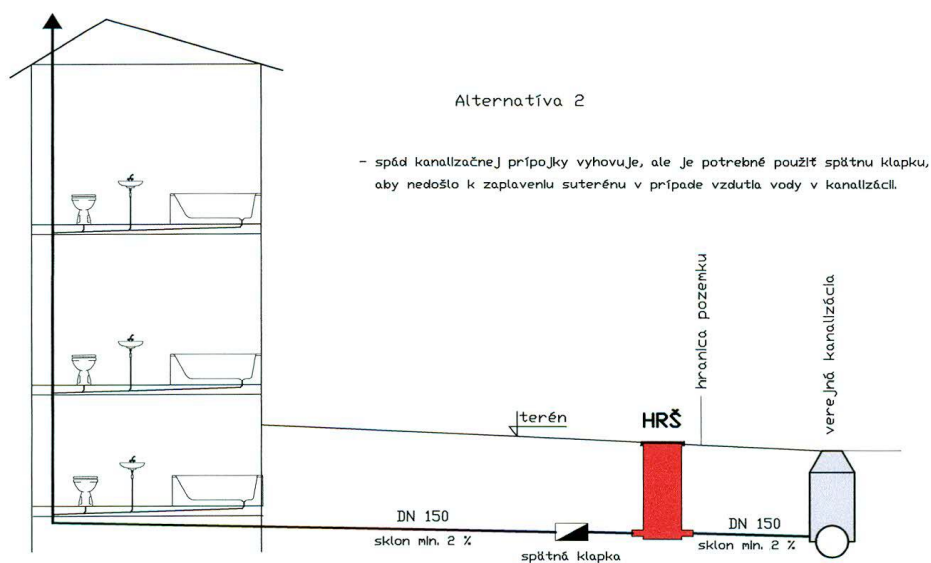 Alternatíva 2
- spád kanalizačnej prípojky vyhovuje, ale je potrebné použiť spätnu klapku,
aby nedošlo k zaplaveniu suterénu v prípade vzdutia vody v kanalizácii.
hranica pozemku
verejná kanalizácia
terén
HRŠ
DN 150
sklon min. 2 %
spätná klapka
DN 150
sklon min. 2 %